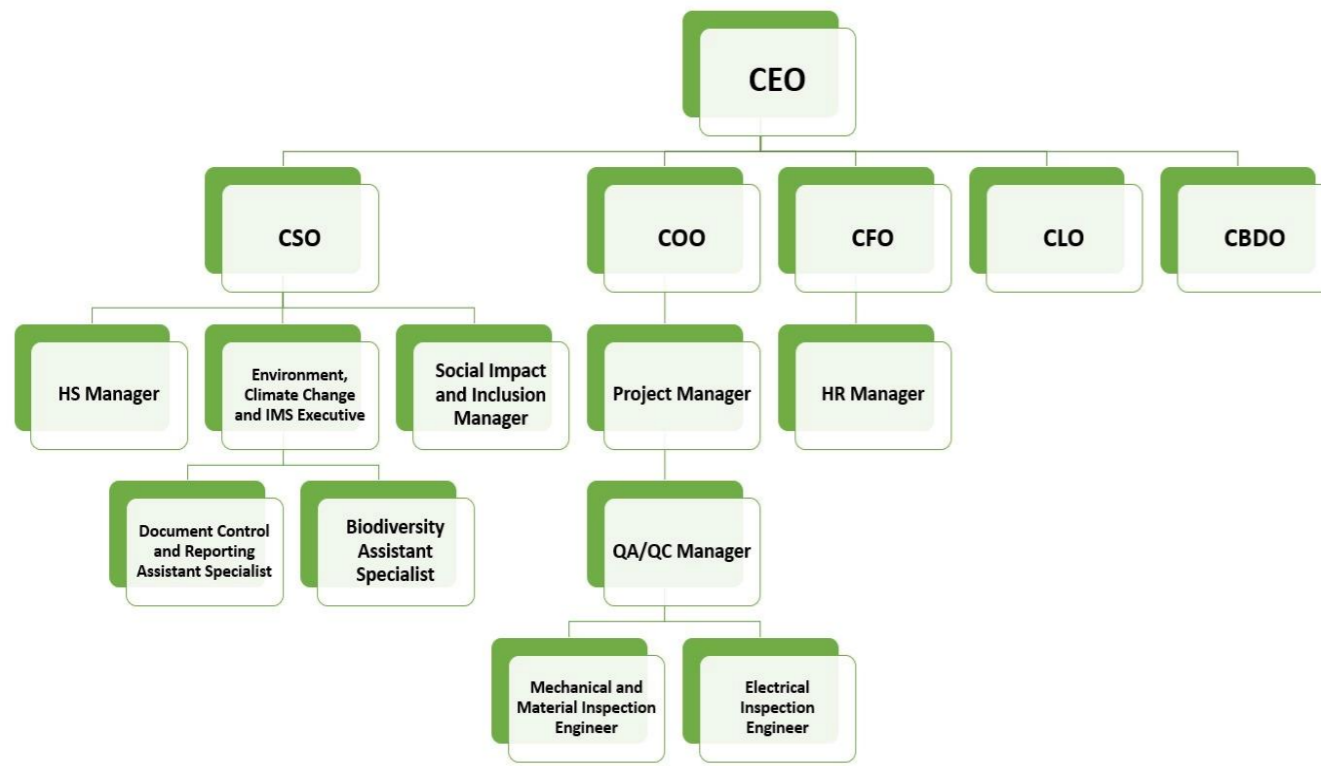 CEO
CSO
COO
CFO
CLO
CBDO
HS Manager
Environment,
Climate Change
and IMS Executive
Social Impact
and Inclusion
Manager
Project Manager
HR Manager
Document Control
and Reporting
Assistant Specialist
Biodiversity
Assistant
Specialist
QA/QC Manager
Mechanical and
Material Inspection
Engineer
Electrical
Inspection
Engineer